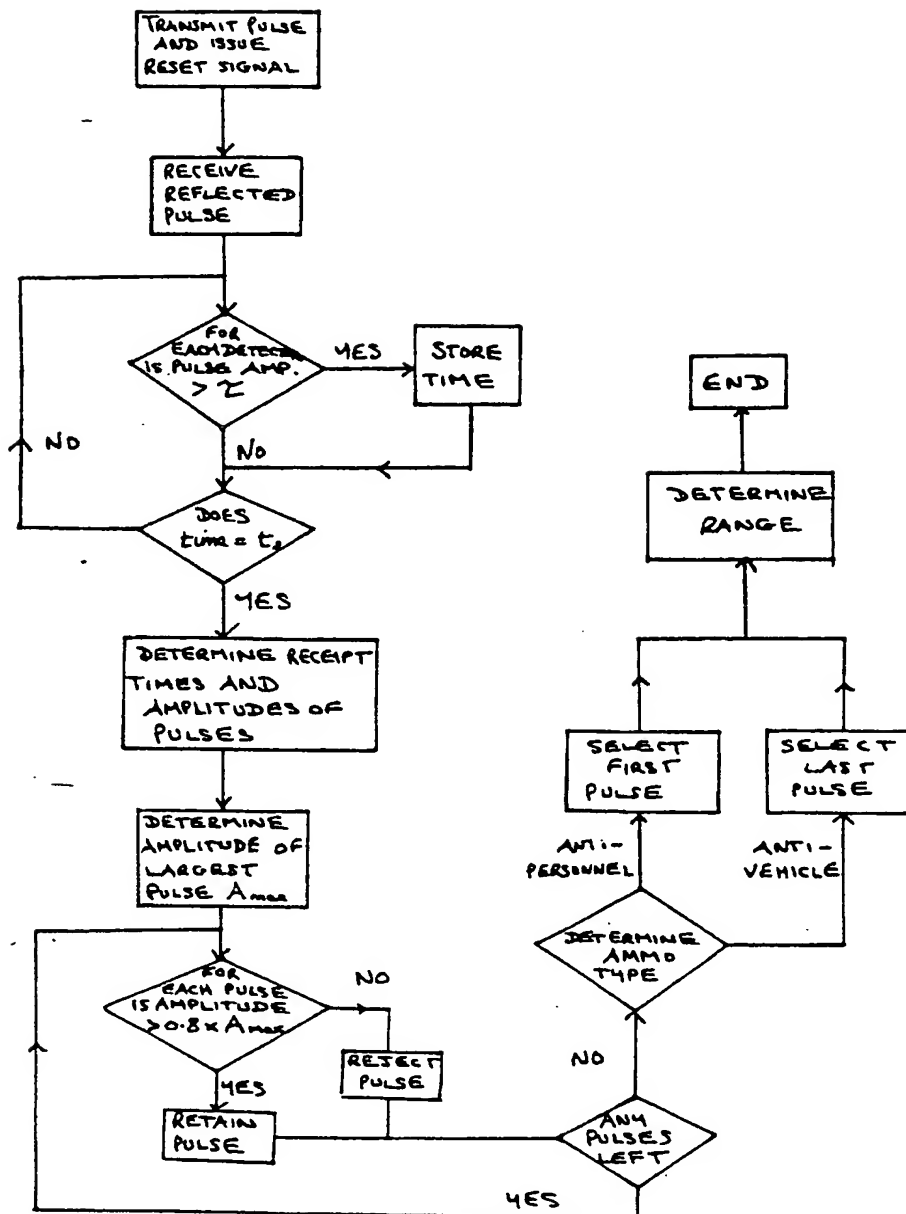 TRANSMIT PULSE
AND ISSUE
RESET SIGNAL
RECEIVE
REFLECTED
PULSE
FOR
EACH DETECTOR
IS PULSE AMP.
> τ
YES
STORE
TIME
NO
NO
DOES
time = t
YES
DETERMINE RECEIPT
TIMES AND
AMPLITUDES OF
PULSES
DETERMINE
AMPLITUDE OF
LARGEST
PULSE Amax
FOR
EACH PULSE
IS AMPLITUDE
>0.8 x Amax
NO
REJECT
PULSE
YES
RETAIN
PULSE
ANY
PULSES
LEFT
YES
NO
DETERMINE
AMMO
TYPE
ANTI-
PERSONNEL
ANTI-
VEHICLE
SELECT
FIRST
PULSE
SELECT
LAST
PULSE
DETERMINE
RANGE
END